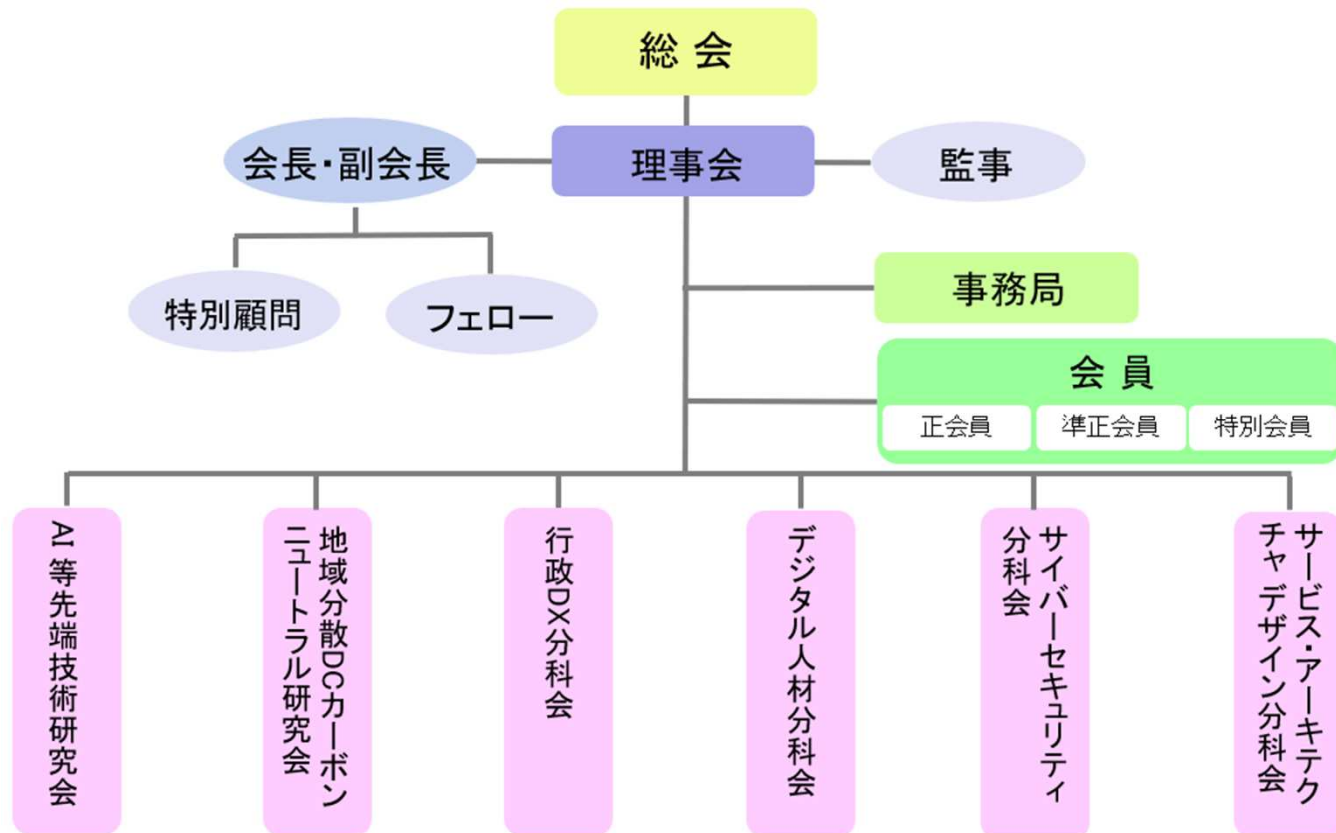 総 会
会長・副会長
理事会
監事
特別顧問
フェロー
事務局
会 員
正会員
準正会員
特別会員
AI 等先端技術研究会
地域分散DCカーボン
ニュートラル研究会
行政DX分科会
デジタル人材分科会
サイバーセキュリティ
分科会
サービス・アーキテク
チャ デザイン分科会